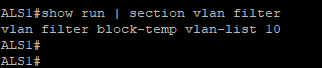 ALS1#show run | section vlan filter
vlan filter block-temp vlan-list 10
ALS1#
ALS1#